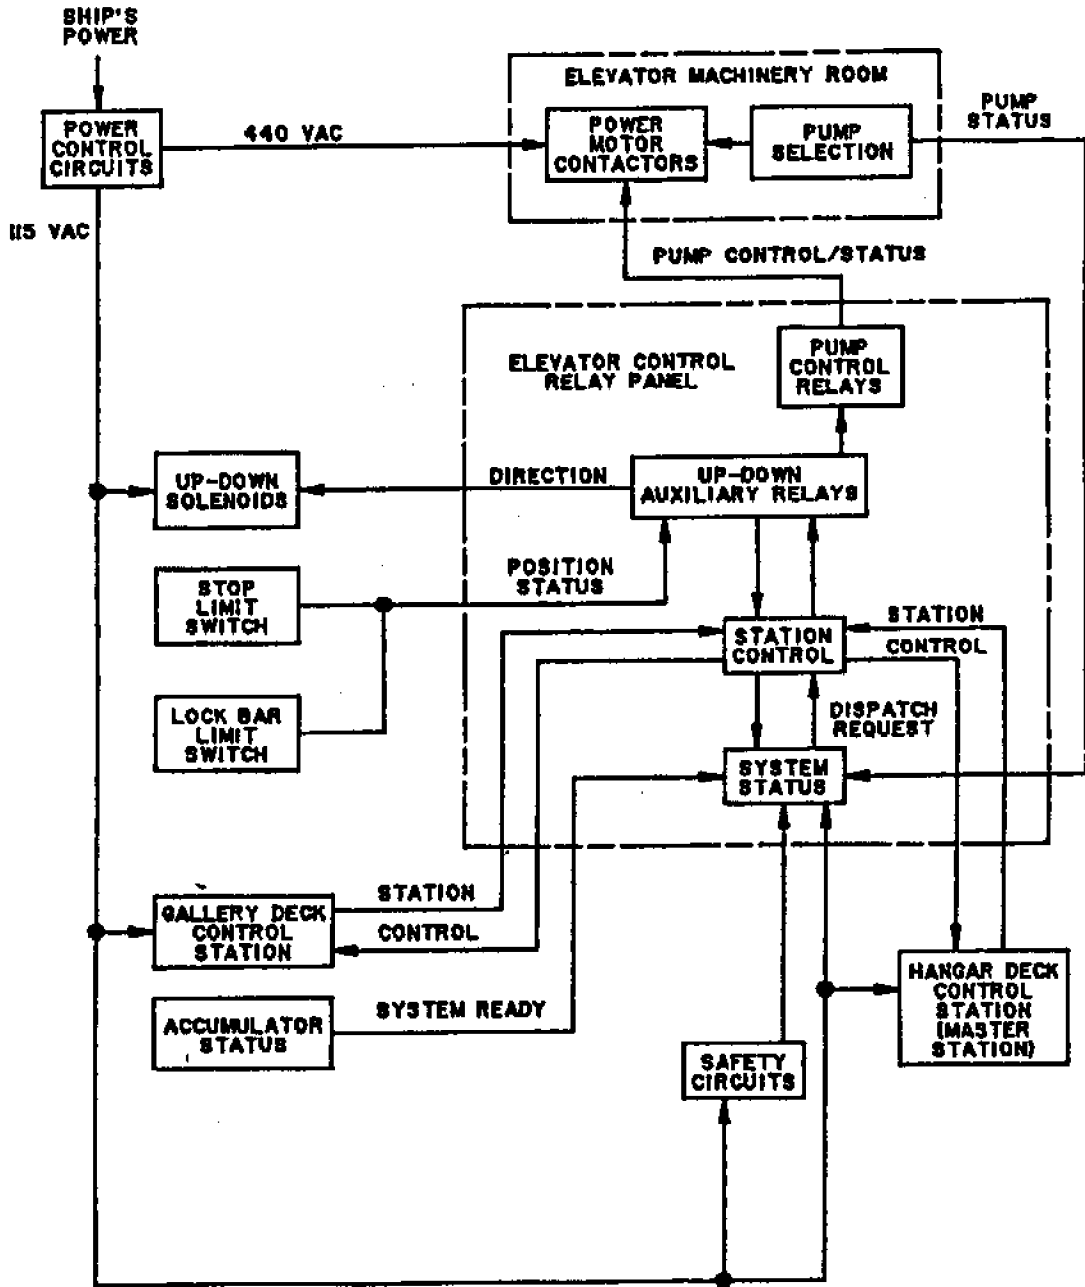 SHIP'S
POWER
ELEVATOR MACHINERY ROOM
PUMP
STATUS
POWER
CONTROL
CIRCUITS
440 VAC
POWER
MOTOR
CONTACTORS
PUMP
SELECTION
115 VAC
PUMP CONTROL/STATUS
ELEVATOR CONTROL
RELAY PANEL
PUMP
CONTROL
RELAYS
UP-DOWN
SOLENOIDS
DIRECTION
UP-DOWN
AUXILIARY RELAYS
STOP
LIMIT
SWITCH
POSITION
STATUS
STATION
CONTROL
STATION
CONTROL
LOCK BAR
LIMIT
SWITCH
DISPATCH
REQUEST
SYSTEM
STATUS
GALLERY DECK
CONTROL
STATION
STATION
CONTROL
HANGAR DECK
CONTROL
STATION
(MASTER
STATION)
ACCUMULATOR
STATUS
SYSTEM READY
SAFETY
CIRCUITS